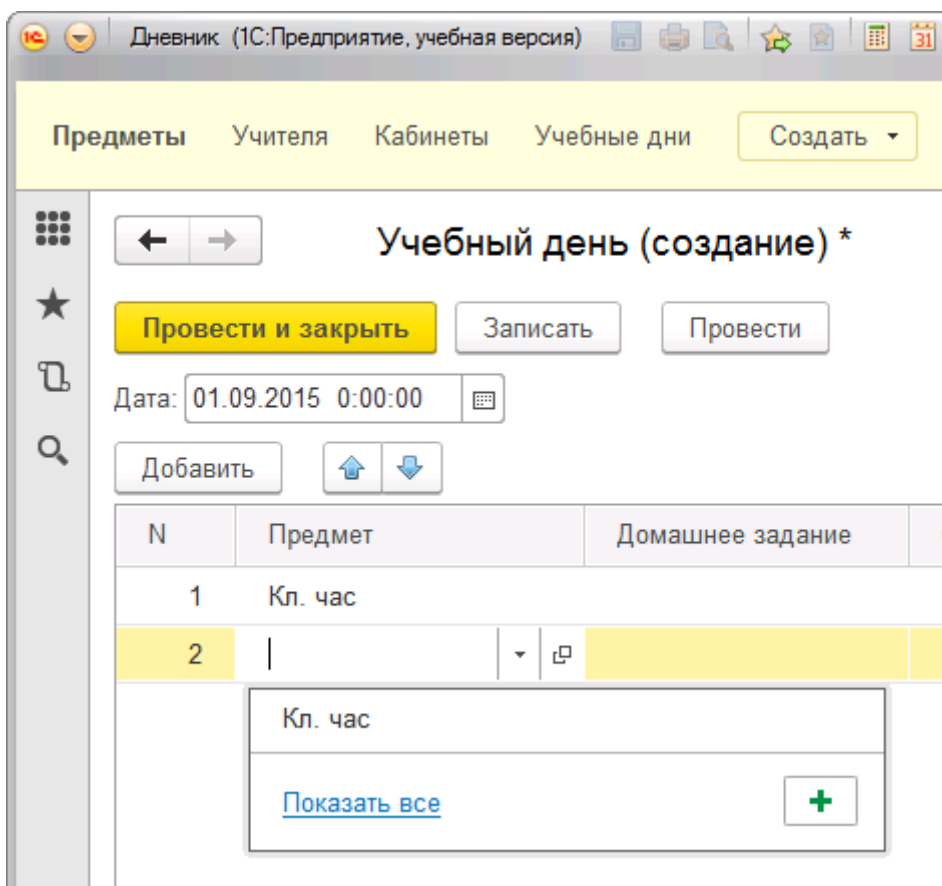 Дневник (1С:Предприятие, учебная версия) 31
Предметы Учителя Кабинеты Учебные дни Создать
Учебный день (создание) *
Провести и закрыть Записать Провести
Дата: 01.09.2015 0:00:00
Добавить
N Предмет Домашнее задание
1 Кл. час
2
Кл. час
Показать все